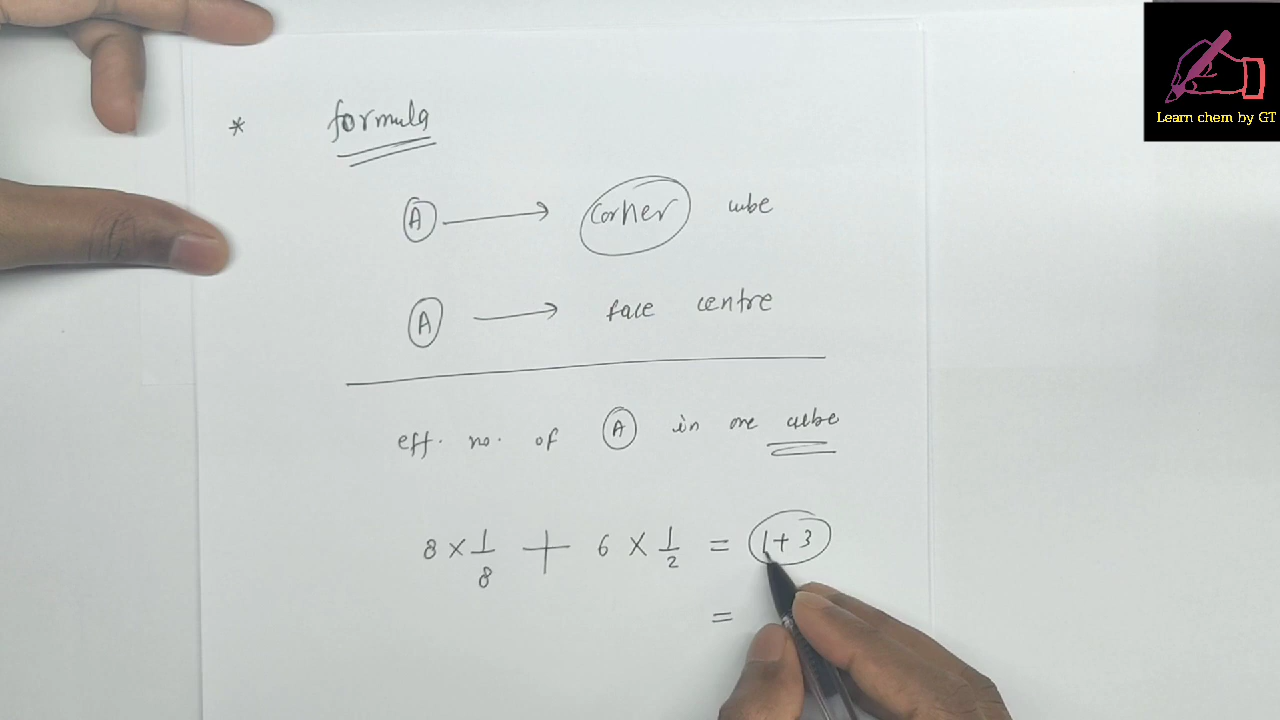 Learn chem by GT
* formula
A → corner cube
A → face centre
eff. no. of A in one cube
8 × 1/8 + 6 × 1/2 = 1 + 3
=